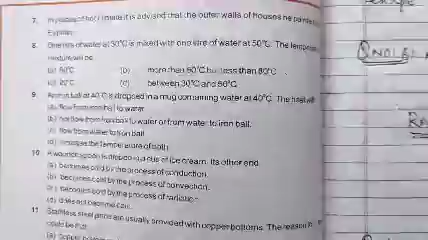 7. In places of hot climate it is advised that the outer walls of houses be painted
Explain.
8. One litre of water at 30°C is mixed with one litre of water at 50°C. The temperature
mixture will be
(a) 80°C (b) more than 50°C but less than 80°C
(c) 20°C (d) between 30°C and 50°C
9. An iron ball at 40°C is dropped in a mug containing water at 40°C. The heat will
(a) flow from iron ball to water.
(b) not flow from iron ball to water or from water to iron ball.
(c) flow from water to iron ball.
(d) increase the temperature of both.
10. A wooden spoon is dipped in a cup of ice cream. Its other end
(a) becomes cold by the process of conduction.
(b) becomes cold by the process of convection.
(c) becomes cold by the process of radiation.
(d) does not become cold.
11. Stainless steel pans are usually provided with copper bottoms. The reason
could be that
(a) copper